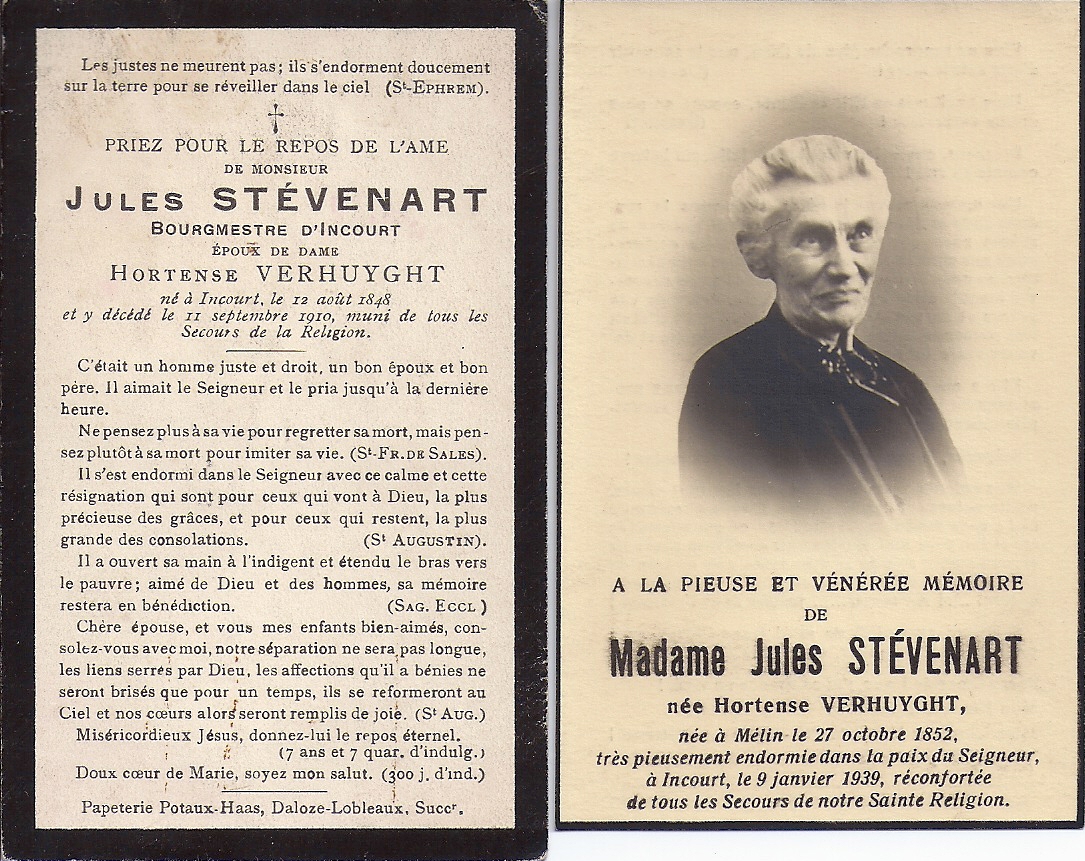 Les justes ne meurent pas ; ils s'endorment doucement
sur la terre pour se réveiller dans le ciel (St-EPHREM).
PRIEZ POUR LE REPOS DE L'AME
DE MONSIEUR
JULES STÉVENART
BOURGMESTRE D'INCOURT
ÉPOUX DE DAME
HORTENSE VERHUYGHT
né à Incourt, le 12 août 1848
et y décédé le 11 septembre 1910, muni de tous les
Secours de la Religion.
C'était un homme juste et droit, un bon époux et bon
père. Il aimait le Seigneur et le pria jusqu'à la dernière
heure.
Ne pensez plus à sa vie pour regretter sa mort, mais pen-
sez plutôt à sa mort pour imiter sa vie. (St-FR. DE SALES).
Il s'est endormi dans le Seigneur avec ce calme et cette
résignation qui sont pour ceux qui vont à Dieu, la plus
précieuse des grâces, et pour ceux qui restent, la plus
grande des consolations. (St AUGUSTIN).
Il a ouvert sa main à l'indigent et étendu le bras vers
le pauvre ; aimé de Dieu et des hommes, sa mémoire
restera en bénédiction. (SAG. ECCL )
Chère épouse, et vous mes enfants bien-aimés, con-
solez-vous avec moi, notre séparation ne sera pas longue,
les liens serrés par Dieu, les affections qu'il a bénies ne
seront brisés que pour un temps, ils se reformeront au
Ciel et nos cœurs alors seront remplis de joie. (St AUG.)
Miséricordieux Jésus, donnez-lui le repos éternel.
(7 ans et 7 quar. d'indulg.)
Doux cœur de Marie, soyez mon salut. (300 j. d'ind.)
Papeterie Potaux-Haas, Daloze-Lobleaux, Succr.
A LA PIEUSE ET VÉNÉRÉE MÉMOIRE
DE
Madame Jules STÉVENART
née Hortense VERHUYGHT,
née à Mélin le 27 octobre 1852,
très pieusement endormie dans la paix du Seigneur,
à Incourt, le 9 janvier 1939, réconfortée
de tous les Secours de notre Sainte Religion.